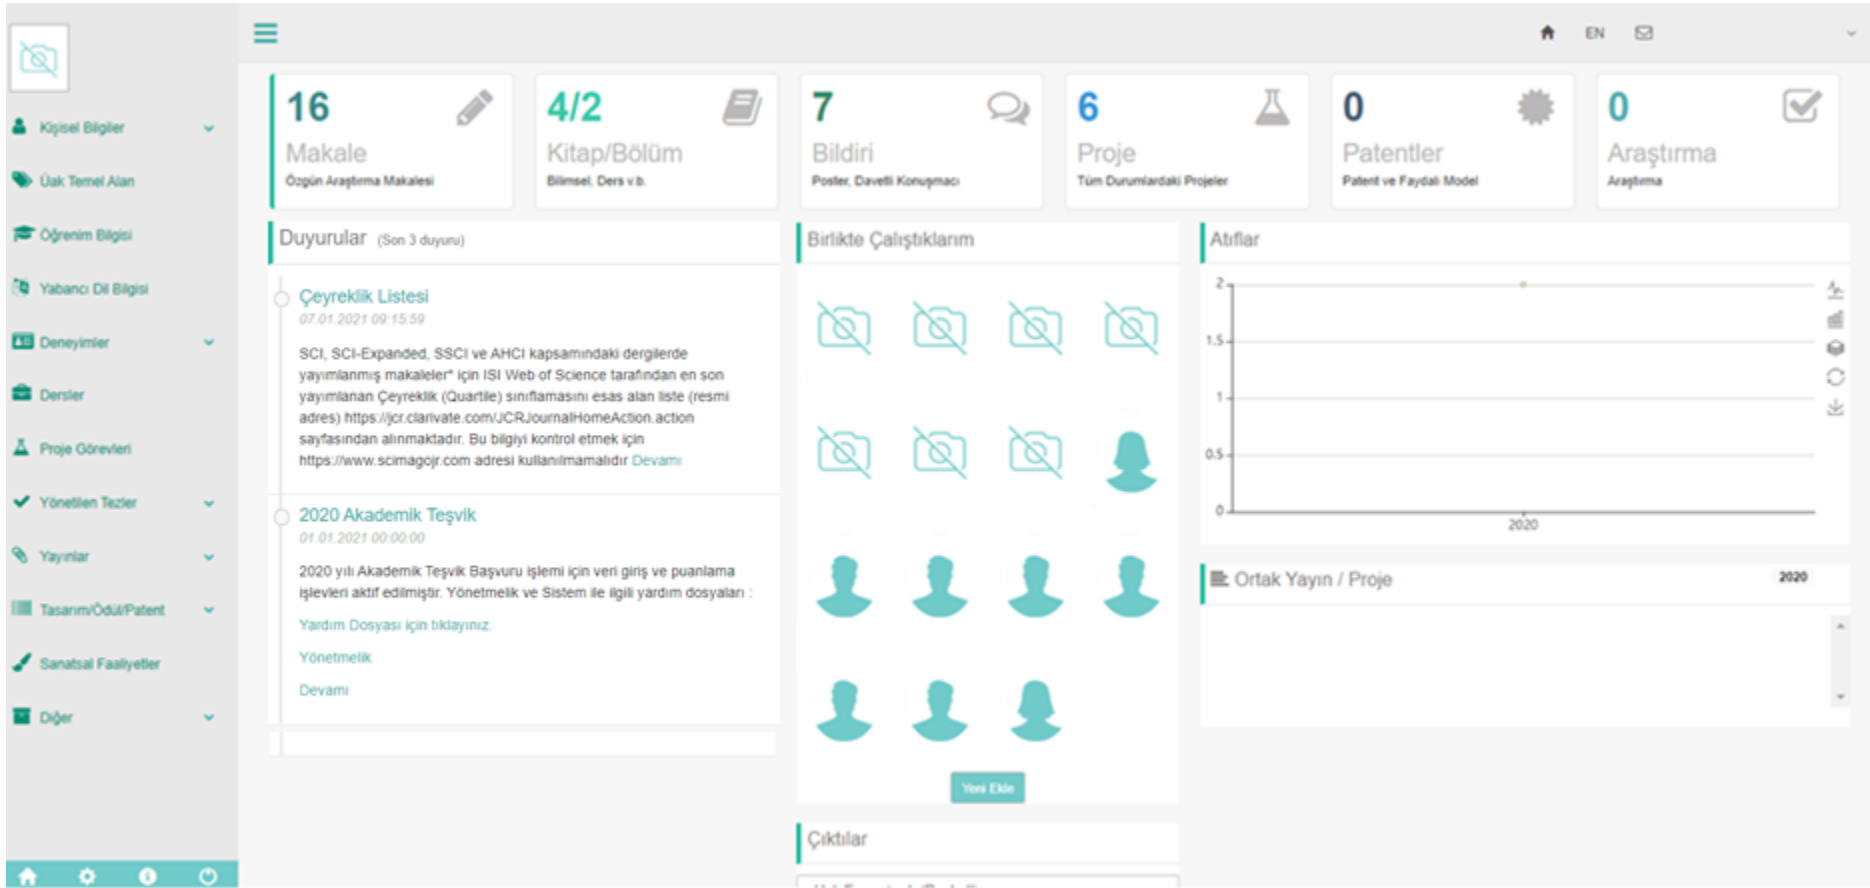 EN
Kişisel Bilgiler
Üak Temel Alan
Öğrenim Bilgisi
Yabancı Dil Bilgisi
Deneyimler
Dersler
Proje Görevleri
Yönetilen Tezler
Yayınlar
Tasarım/Ödül/Patent
Sanatsal Faaliyetler
Diğer
16
Makale
Özgün Araştırma Makalesi
4/2
Kitap/Bölüm
Bilimsel, Ders v.b.
7
Bildiri
Poster, Davetli Konuşmacı
6
Proje
Tüm Durumlardaki Projeler
0
Patentler
Patent ve Faydalı Model
0
Araştırma
Araştırma
Duyurular (Son 3 duyuru)
Çeyreklik Listesi
07.01.2021 09:15:59
SCI, SCI-Expanded, SSCI ve AHCI kapsamındaki dergilerde
yayımlanmış makaleler" için ISI Web of Science tarafından en son
yayımlanan Çeyreklik (Quartile) sınıflamasını esas alan liste (resmi
adres) https://jcr.clarivate.com/JCRJournalHomeAction.action
sayfasından alınmaktadır. Bu bilgiyi kontrol etmek için
https://www.scimagojr.com adresi kullanılmamalıdır Devamı
2020 Akademik Teşvik
01.01.2021 00:00:00
2020 yılı Akademik Teşvik Başvuru işlemi için veri giriş ve puanlama
işlevleri aktif edilmiştir. Yönetmelik ve Sistem ile ilgili yardım dosyaları :
Yardım Dosyası için tıklayınız.
Yönetmelik
Devamı
Birlikte Çalıştıklarım
Yeni Ekle
Çıktılar
Atıflar
2
1.5
1
0.5
0
2020
Ortak Yayın / Proje
2020